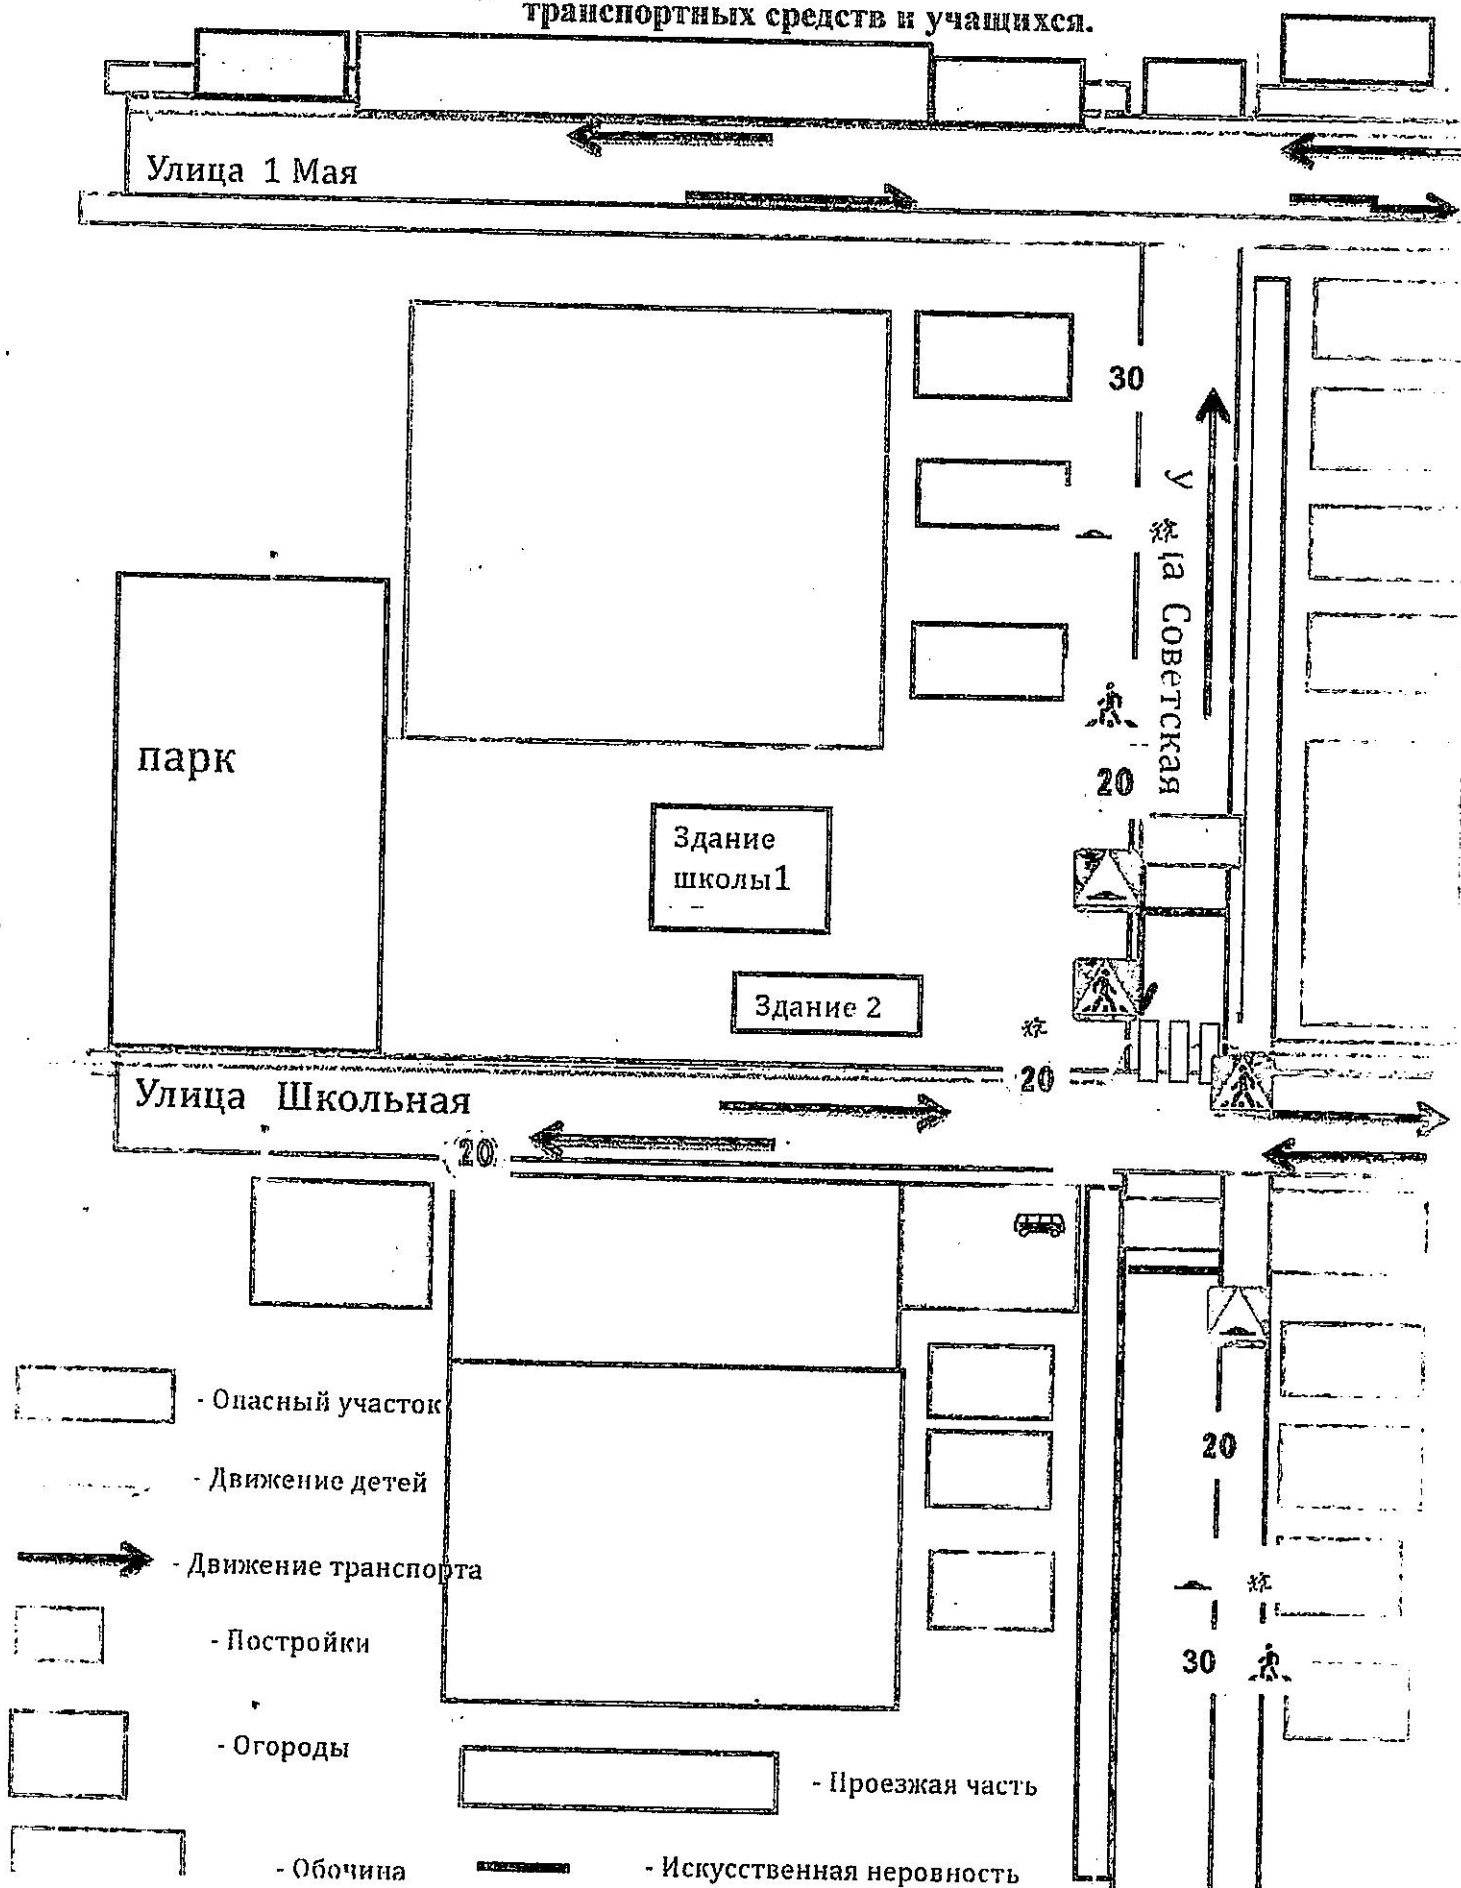 транспортных средств и учащихся.
Улица 1 Мая
30
У
ца Советская
парк
20
Здание
школы1
Здание 2
20
Улица Школьная
20
- Опасный участок
20
- Движение детей
- Движение транспорта
- Постройки
30
- Огороды
- Проезжая часть
- Обочина
- Искусственная неровность